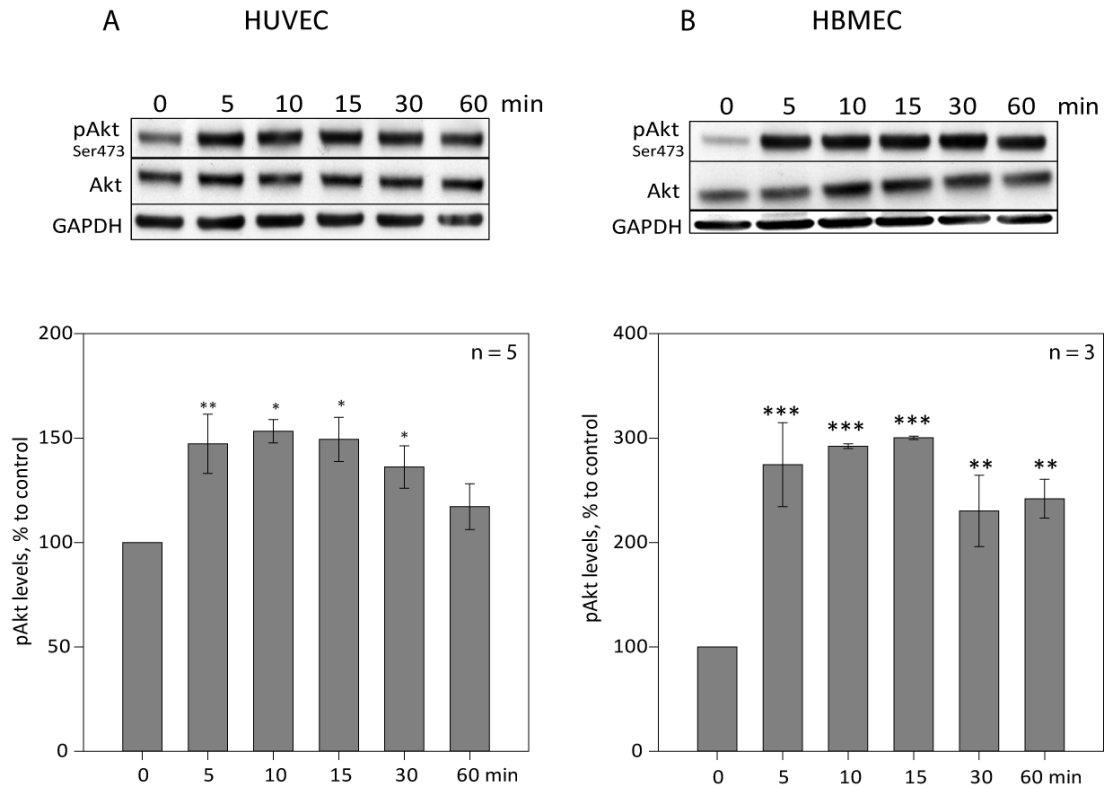 A HUVEC
0 5 10 15 30 60 min
pAkt
Ser473
Akt
GAPDH
200
150
100
50
0
pAkt levels, % to control
n = 5
** * * *
0 5 10 15 30 60 min
B HBMEC
0 5 10 15 30 60
pAkt
Ser473
Akt
GAPDH
400
300
200
100
0
pAkt levels, % to control
n = 3
*** *** *** ** **
0 5 10 15 30 60 min